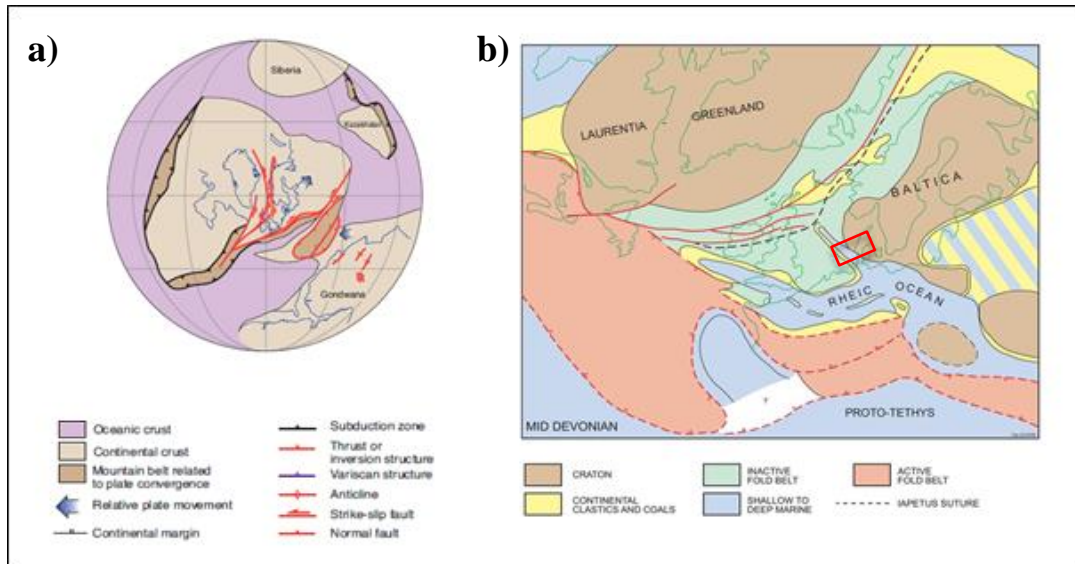 a)
Siberia
Kazakhstan
Gondwana
Oceanic crust
Continental crust
Mountain belt related
to plate convergence
Relative plate movement
Continental margin
Subduction zone
Thrust or
inversion structure
Variscan structure
Anticline
Strike-slip fault
Normal fault
b)
LAURENTIA
GREENLAND
BALTICA
RHEIC OCEAN
?
PROTO-TETHYS
MID DEVONIAN
CRATON
CONTINENTAL
CLASTICS AND COALS
INACTIVE
FOLD BELT
SHALLOW TO
DEEP MARINE
ACTIVE
FOLD BELT
IAPETUS SUTURE